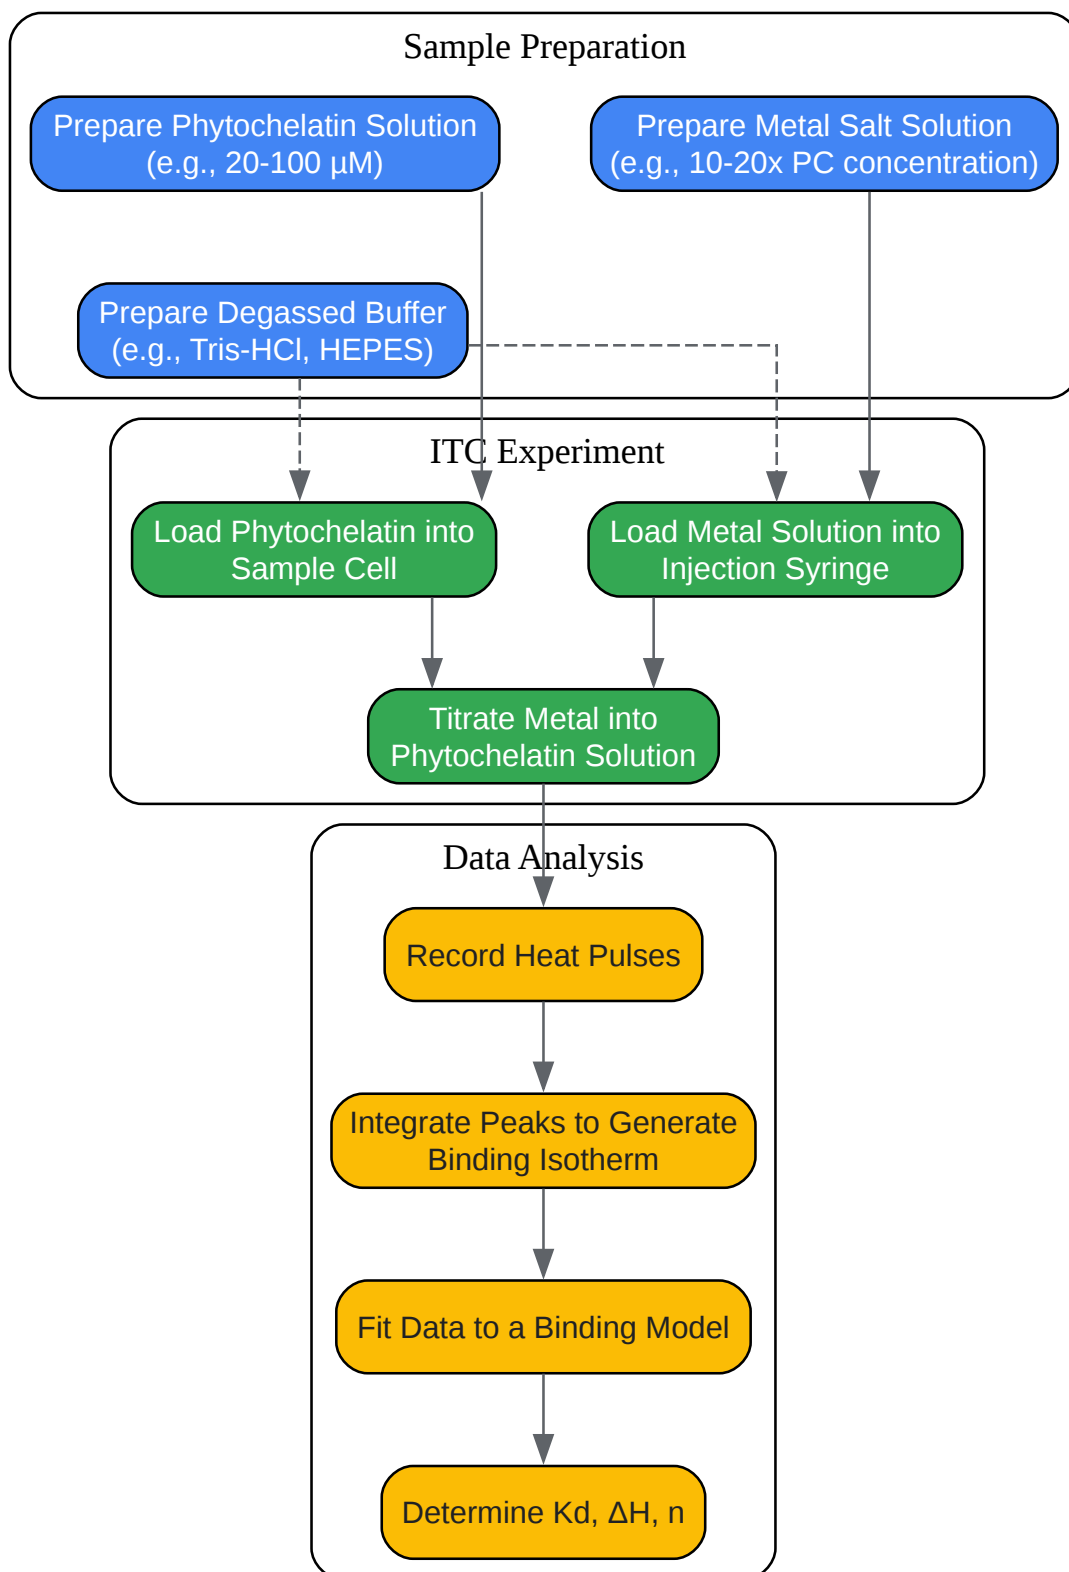 Sample Preparation
Prepare Phytochelatin Solution
(e.g., 20-100 µM)
Prepare Metal Salt Solution
(e.g., 10-20x PC concentration)
Prepare Degassed Buffer
(e.g., Tris-HCl, HEPES)
ITC Experiment
Load Phytochelatin into
Sample Cell
Load Metal Solution into
Injection Syringe
Titrate Metal into
Phytochelatin Solution
Data Analysis
Record Heat Pulses
Integrate Peaks to Generate
Binding Isotherm
Fit Data to a Binding Model
Determine Kd, ΔH, n